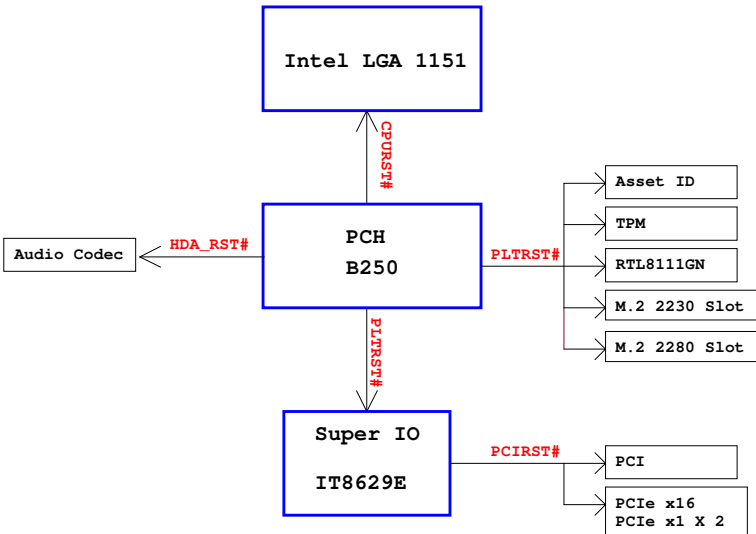 Intel LGA 1151
CPURST#
Asset ID
TPM
PCH
B250
HDA_RST#
Audio Codec
PLTRST#
RTL8111GN
M.2 2230 Slot
M.2 2280 Slot
PLTRST#
Super IO
IT8629E
PCIRST#
PCI
PCIe x16
PCIe x1 X 2